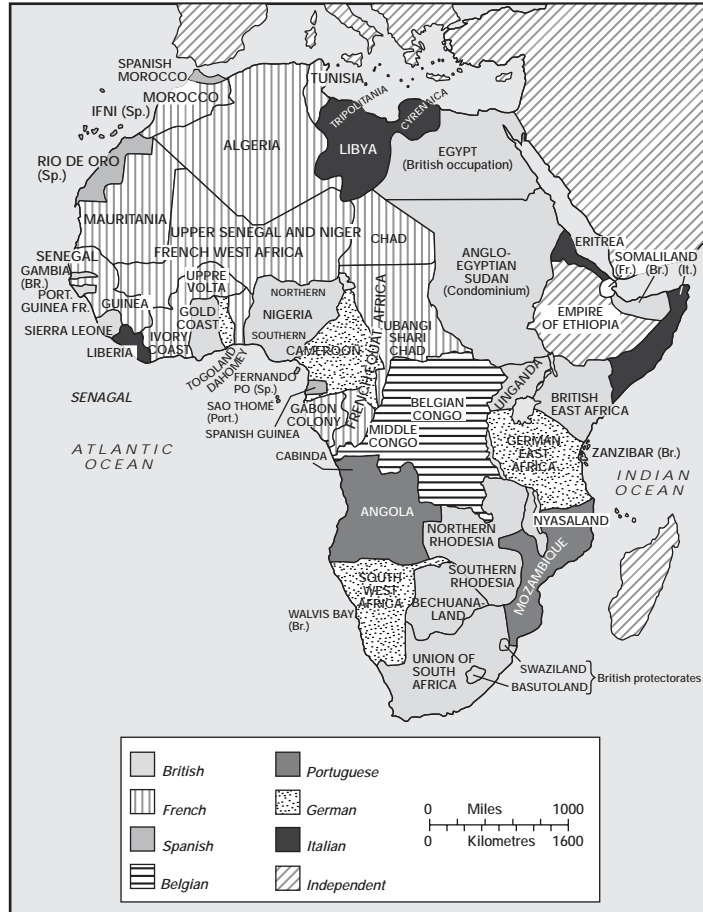 SPANISH
MOROCCO
MOROCCO
IFNI (Sp.)
TUNISIA
TRIPOLITANIA
CYRENAICA
ALGERIA
LIBYA
EGYPT
(British occupation)
RIO DE ORO
(Sp.)
MAURITANIA
UPPER SENEGAL AND NIGER
FRENCH WEST AFRICA
CHAD
ANGLO-
EGYPTIAN
SUDAN
(Condominium)
ERITREA
SOMALILAND
(Fr.) (Br.) (It.)
SENEGAL
GAMBIA
(BR.)
PORT.
GUINEA FR.
GUINEA
UPPRE
VOLTA
GOLD
COAST
NORTHERN
NIGERIA
SOUTHERN
EMPIRE
OF ETHIOPIA
SIERRA LEONE
LIBERIA
IVORY
COAST
TOGOLAND
DAHOMEY
CAMEROON
FRENCH EQUAT AFRICA
UBANGI
SHARI
CHAD
FERNANDO
PO (Sp.)
SAO THOMÉ
(Port.)
SPANISH GUINEA
GABON
COLONY
MIDDLE
CONGO
BELGIAN
CONGO
UNGANDA
BRITISH
EAST AFRICA
SENAGAL
ATLANTIC
OCEAN
CABINDA
GERMAN
EAST
AFRICA
ZANZIBAR (Br.)
INDIAN
OCEAN
ANGOLA
NORTHERN
RHODESIA
NYASALAND
MOZAMBIQUE
SOUTHERN
RHODESIA
SOUTH
WEST
AFRICA
BECHUANA-
LAND
WALVIS BAY
(Br.)
UNION OF
SOUTH
AFRICA
SWAZILAND
BASUTOLAND
British protectorates
British
French
Spanish
Belgian
Portuguese
German
Italian
Independent
0 Miles 1000
0 Kilometres 1600